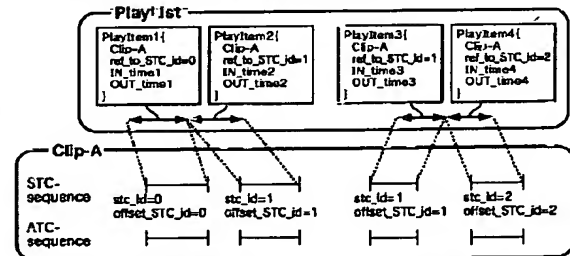 PlayList
PlayItem1{
Clip-A
ref_to_STC_id=0
IN_time1
OUT_time1
}
PlayItem2{
Clip-A
ref_to_STC_id=1
IN_time2
OUT_time2
}
PlayItem3{
Clip-A
ref_to_STC_id=1
IN_time3
OUT_time3
}
PlayItem4{
Clip-A
ref_to_STC_id=2
IN_time4
OUT_time4
}
Clip-A
STC-
sequence
stc_id=0
offset_STC_id=0
stc_id=1
offset_STC_id=1
stc_id=1
offset_STC_id=1
stc_id=2
offset_STC_id=2
ATC-
sequence